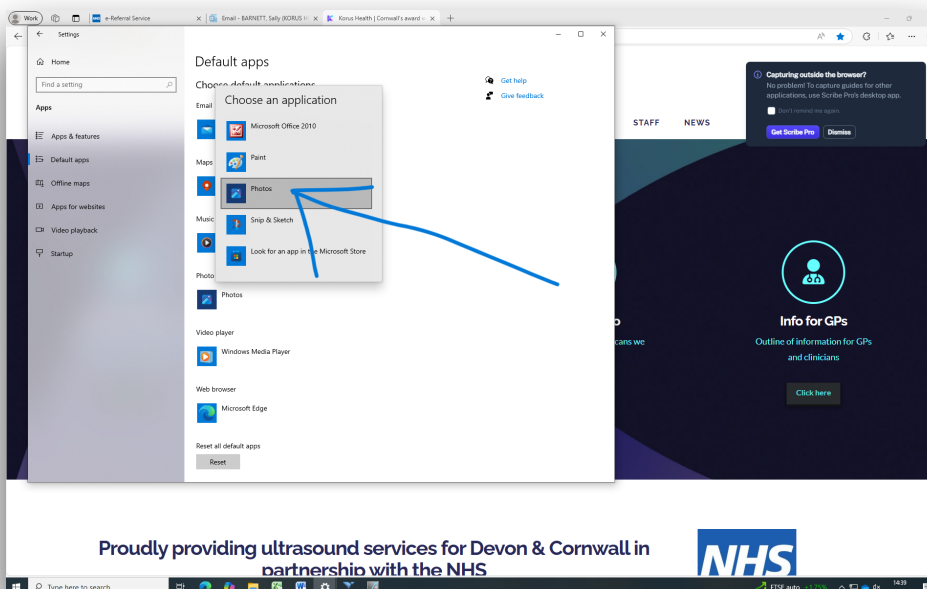 Work
e-Referral Service
Email - BARNETT, Sally (KORUS H
Korus Health | Cornwall's award
Settings
Home
Find a setting
Apps
Apps & features
Default apps
Offline maps
Apps for websites
Video playback
Startup
Default apps
Choose default applications
Email
Maps
Music
Photo
Photos
Video player
Windows Media Player
Web browser
Microsoft Edge
Reset all default apps
Reset
Choose an application
Microsoft Office 2010
Paint
Photos
Snip & Sketch
Look for an app in the Microsoft Store
Get help
Give feedback
Capturing outside the browser?
No problem! To capture guides for other
applications, use Scribe Pro's desktop app.
Don't remind me again.
Get Scribe Pro
Dismiss
STAFF
NEWS
cans we
Info for GPs
Outline of information for GPs
and clinicians
Click here
Proudly providing ultrasound services for Devon & Cornwall in
partnership with the NHS
NHS
Type here to search
FTSE auto +1.75%
14:39